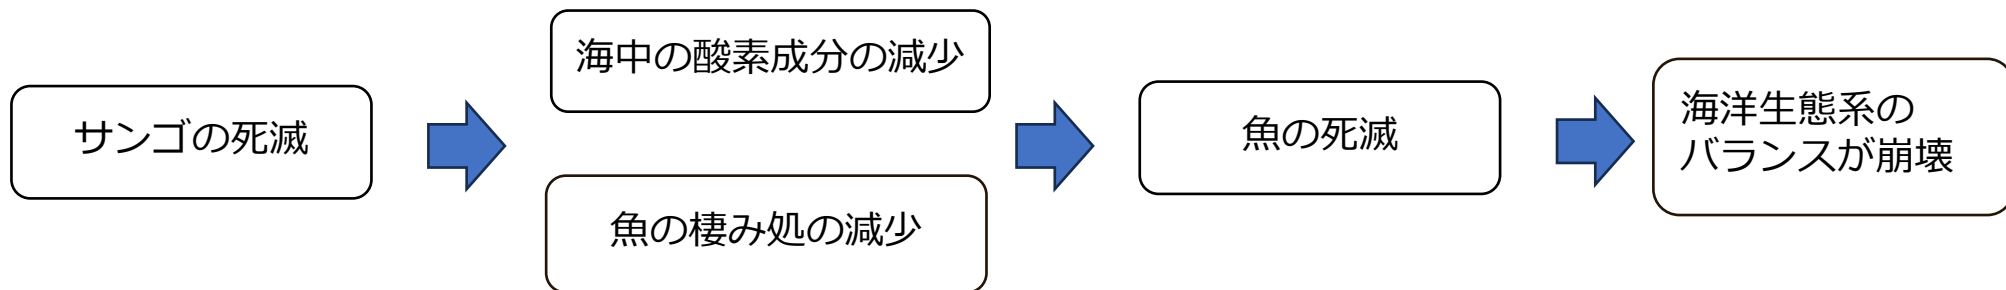 サンゴの死滅
海中の酸素成分の減少
魚の棲み処の減少
魚の死滅
海洋生態系の
バランスが崩壊